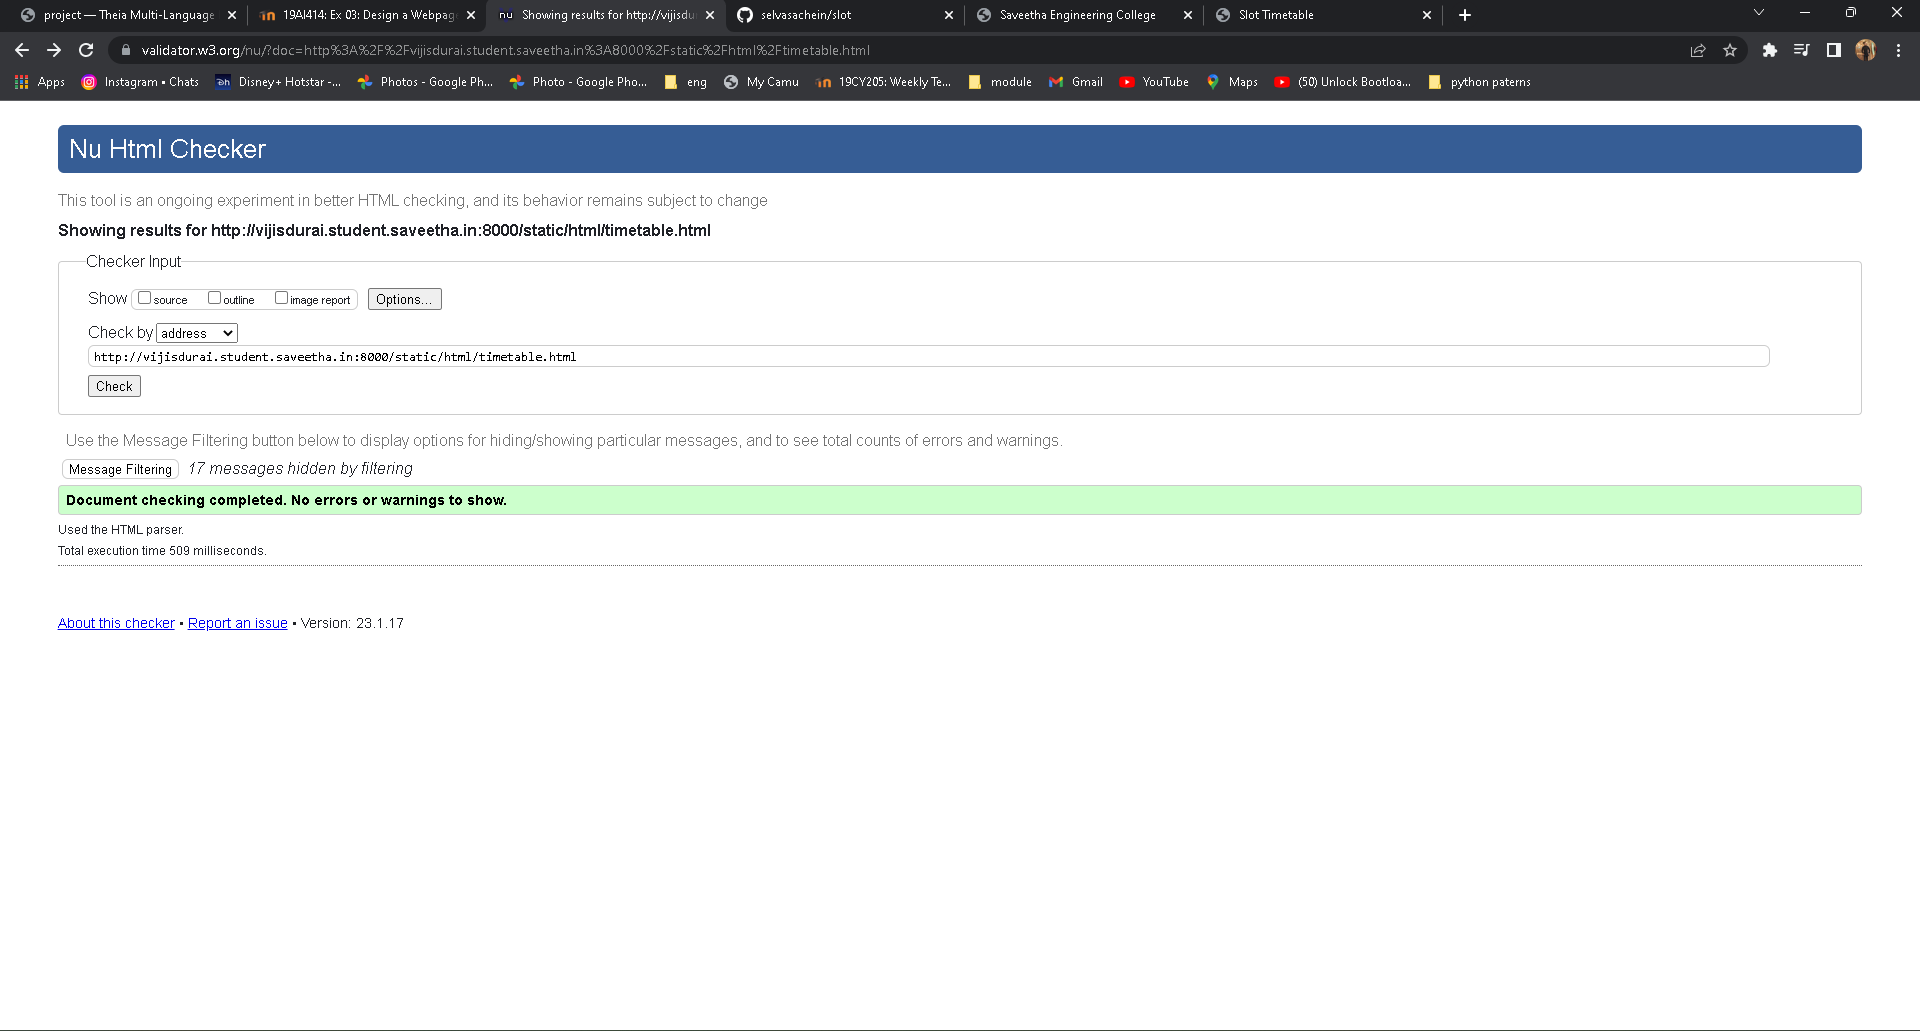 project — Theia Multi-Language
19AI414: Ex 03: Design a Webpage
nu Showing results for http://vijisdu
selvasachein/slot
Saveetha Engineering College
Slot Timetable
validator.w3.org/nu/?doc=http%3A%2F%2Fvijisdurai.student.saveetha.in%3A8000%2Fstatic%2Fhtml%2Ftimetable.html
Apps
Instagram • Chats
Disney+ Hotstar -...
Photos - Google Ph...
Photo - Google Pho...
eng
My Camu
19CY205: Weekly Te...
module
Gmail
YouTube
Maps
(50) Unlock Bootloa...
python paterns
Nu Html Checker
This tool is an ongoing experiment in better HTML checking, and its behavior remains subject to change
Showing results for http://vijisdurai.student.saveetha.in:8000/static/html/timetable.html
Checker Input
Show source outline image report Options...
Check by address
http://vijisdurai.student.saveetha.in:8000/static/html/timetable.html
Check
Use the Message Filtering button below to display options for hiding/showing particular messages, and to see total counts of errors and warnings.
Message Filtering 17 messages hidden by filtering
Document checking completed. No errors or warnings to show.
Used the HTML parser.
Total execution time 509 milliseconds.
About this checker • Report an issue • Version: 23.1.17